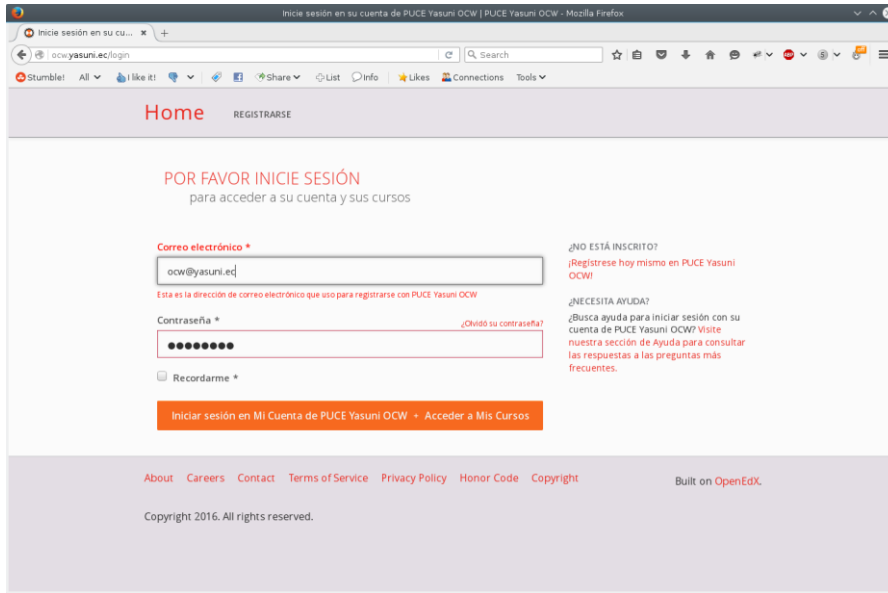 Inicie sesión en su cuenta de PUCE Yasuni OCW | PUCE Yasuni OCW - Mozilla Firefox
Inicie sesión en su cu...
ocw.yasuni.ec/login
Search
Stumble! All I like it! Share List Info Likes Connections Tools
Home REGISTRARSE
POR FAVOR INICIE SESIÓN
para acceder a su cuenta y sus cursos
Correo electrónico *
ocw@yasuni.ec
Esta es la dirección de correo electrónico que uso para registrarse con PUCE Yasuni OCW
Contraseña *
¿Olvidó su contraseña?
Recordarme *
Iniciar sesión en Mi Cuenta de PUCE Yasuni OCW + Acceder a Mis Cursos
¿NO ESTÁ INSCRITO?
¡Regístrese hoy mismo en PUCE Yasuni
OCW!
¿NECESITA AYUDA?
¿Busca ayuda para iniciar sesión con su
cuenta de PUCE Yasuni OCW? Visite
nuestra sección de Ayuda para consultar
las respuestas a las preguntas más
frecuentes.
About Careers Contact Terms of Service Privacy Policy Honor Code Copyright
Built on OpenEdX.
Copyright 2016. All rights reserved.